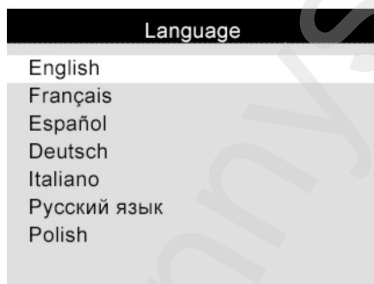 Language
English
Français
Español
Deutsch
Italiano
Русский язык
Polish